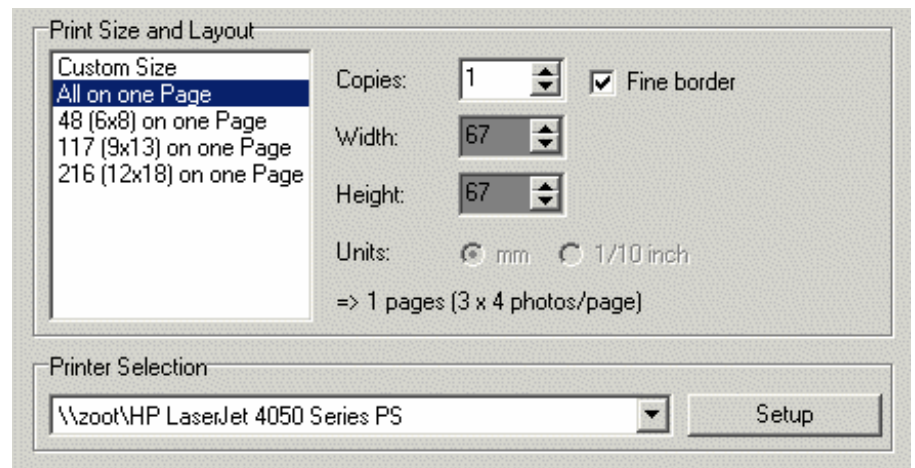 Print Size and Layout
Custom Size
All on one Page
48 (6x8) on one Page
117 (9x13) on one Page
216 (12x18) on one Page
Copies: 1 Fine border
Width: 67
Height: 67
Units: mm 1/10 inch
=> 1 pages (3 x 4 photos/page)
Printer Selection
\\zoot\HP LaserJet 4050 Series PS Setup